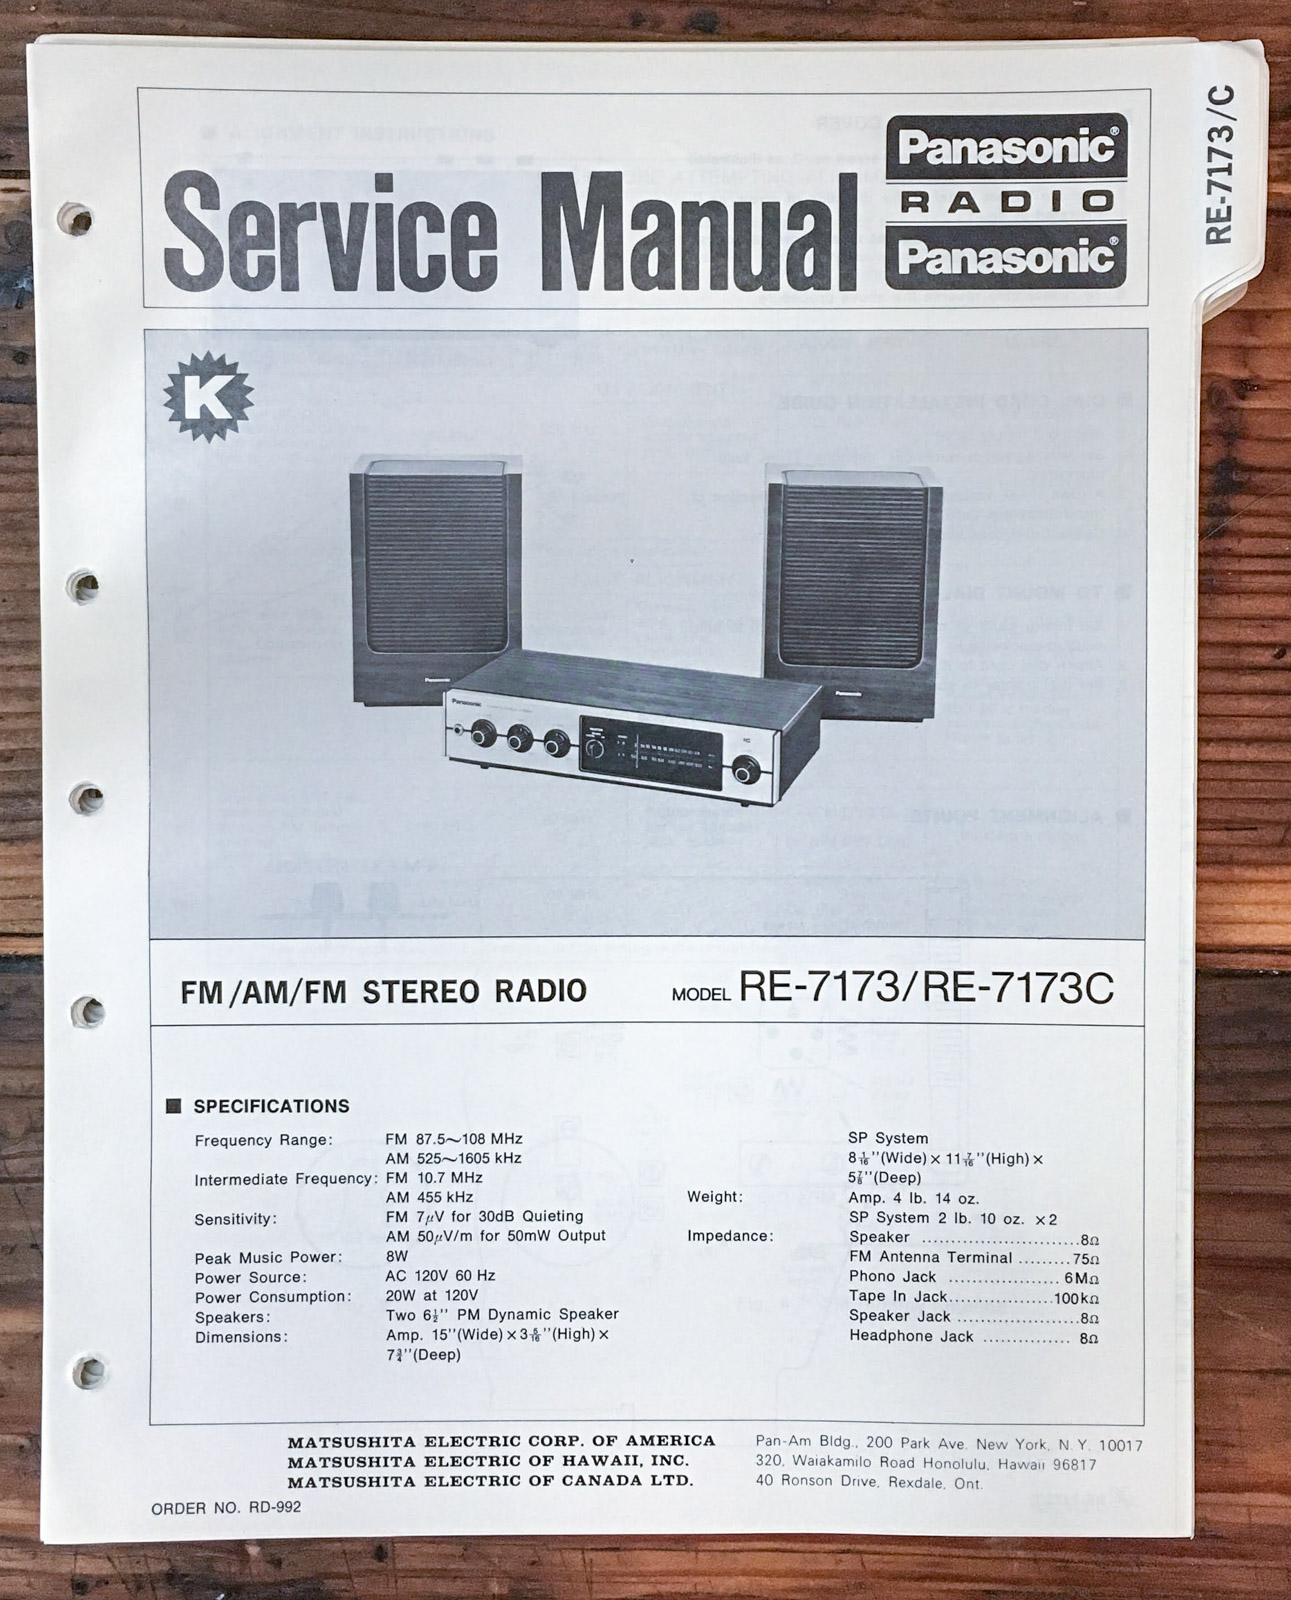 RE-7173/C
Service Manual
Panasonic®
RADIO
Panasonic®
K
Panasonic
Panasonic
Panasonic
FM/AM/FM STEREO RADIO
MODEL RE-7173/RE-7173C
■ SPECIFICATIONS
Frequency Range: FM 87.5~108 MHz
AM 525~1605 kHz
Intermediate Frequency: FM 10.7 MHz
AM 455 kHz
Sensitivity: FM 7μV for 30dB Quieting
AM 50μV/m for 50mW Output
Peak Music Power: 8W
Power Source: AC 120V 60 Hz
Power Consumption: 20W at 120V
Speakers: Two 6½'' PM Dynamic Speaker
Dimensions: Amp. 15''(Wide) × 3 5/16''(High) ×
7¾''(Deep)
SP System
8 1/16''(Wide) × 11 7/16''(High) ×
5⅞''(Deep)
Weight: Amp. 4 lb. 14 oz.
SP System 2 lb. 10 oz. ×2
Impedance: Speaker ............................8Ω
FM Antenna Terminal .........75Ω
Phono Jack .................... 6MΩ
Tape In Jack...................100kΩ
Speaker Jack .......................8Ω
Headphone Jack ................ 8Ω
MATSUSHITA ELECTRIC CORP. OF AMERICA Pan-Am Bldg., 200 Park Ave. New York, N.Y. 10017
MATSUSHITA ELECTRIC OF HAWAII, INC. 320, Waiakamilo Road Honolulu, Hawaii 96817
MATSUSHITA ELECTRIC OF CANADA LTD. 40 Ronson Drive, Rexdale, Ont.
ORDER NO. RD-992